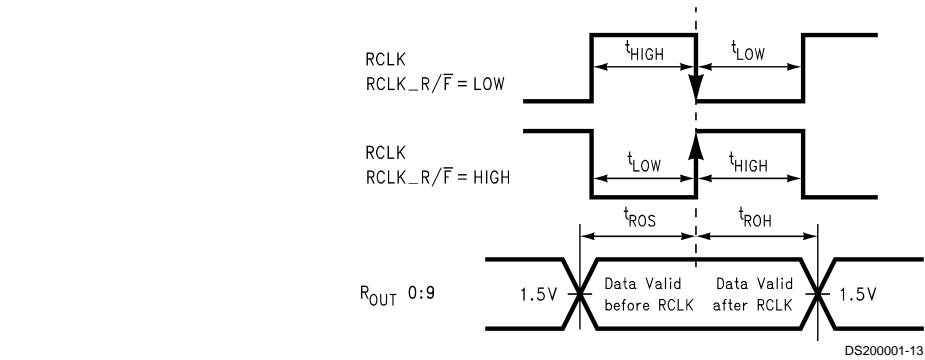 RCLK
RCLK_R/F̅ = LOW
tHIGH
tLOW
RCLK
RCLK_R/F̅ = HIGH
tLOW
tHIGH
tROS
tROH
ROUT 0:9
1.5V
Data Valid
before RCLK
Data Valid
after RCLK
1.5V
DS200001-13